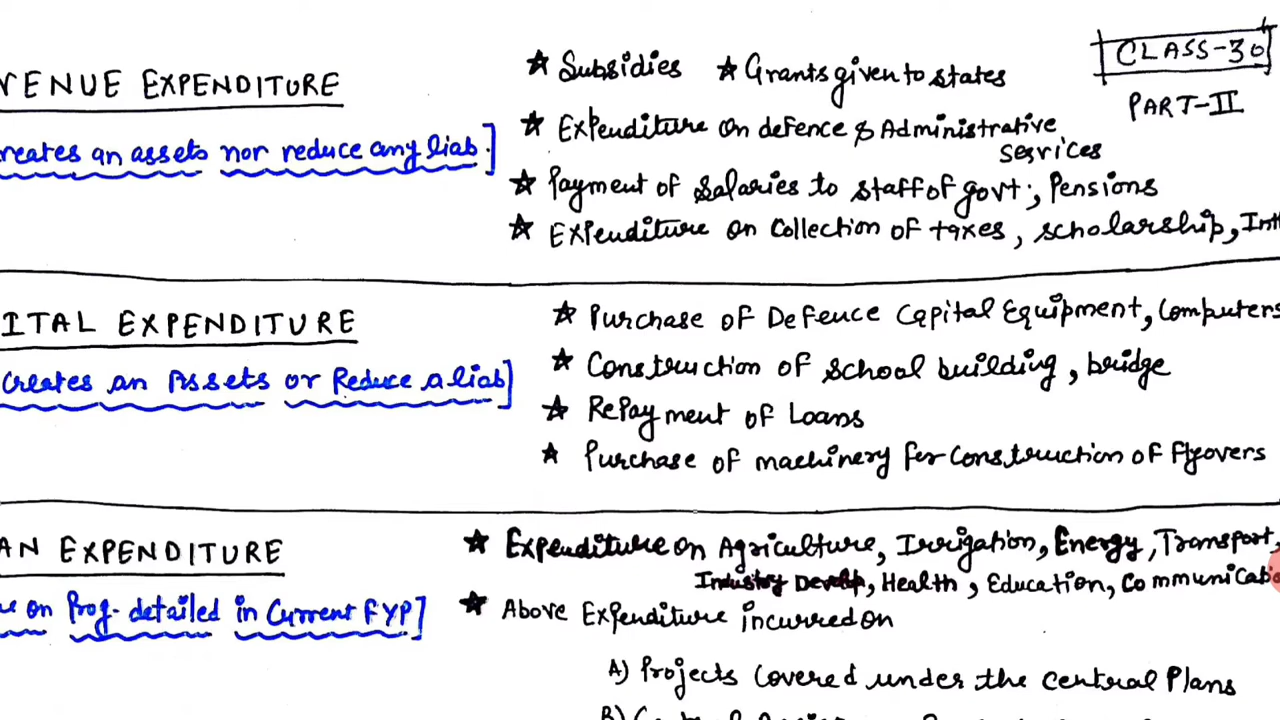 VENUE EXPENDITURE
reates an assets nor reduce any liab.]
★ Subsidies ★ Grants given to states
★ Expenditure on defence & Administrative services
★ Payment of salaries to staff of govt., Pensions
★ Expenditure on Collection of taxes, scholarship, Int
CLASS-30
PART-II
ITAL EXPENDITURE
creates an Assets or Reduce a liab]
★ Purchase of Defence Capital Equipment, Computers
★ Construction of school building, bridge
★ Repayment of Loans
★ Purchase of machinery for Construction of flyovers
AN EXPENDITURE
re on Prog. detailed in Current FYP]
★ Expenditure on Agriculture, Irrigation, Energy, Transport,
Industry Develop, Health, Education, Communicatio
★ Above Expenditure incurred on
A) Projects Covered under the central Plans
B)